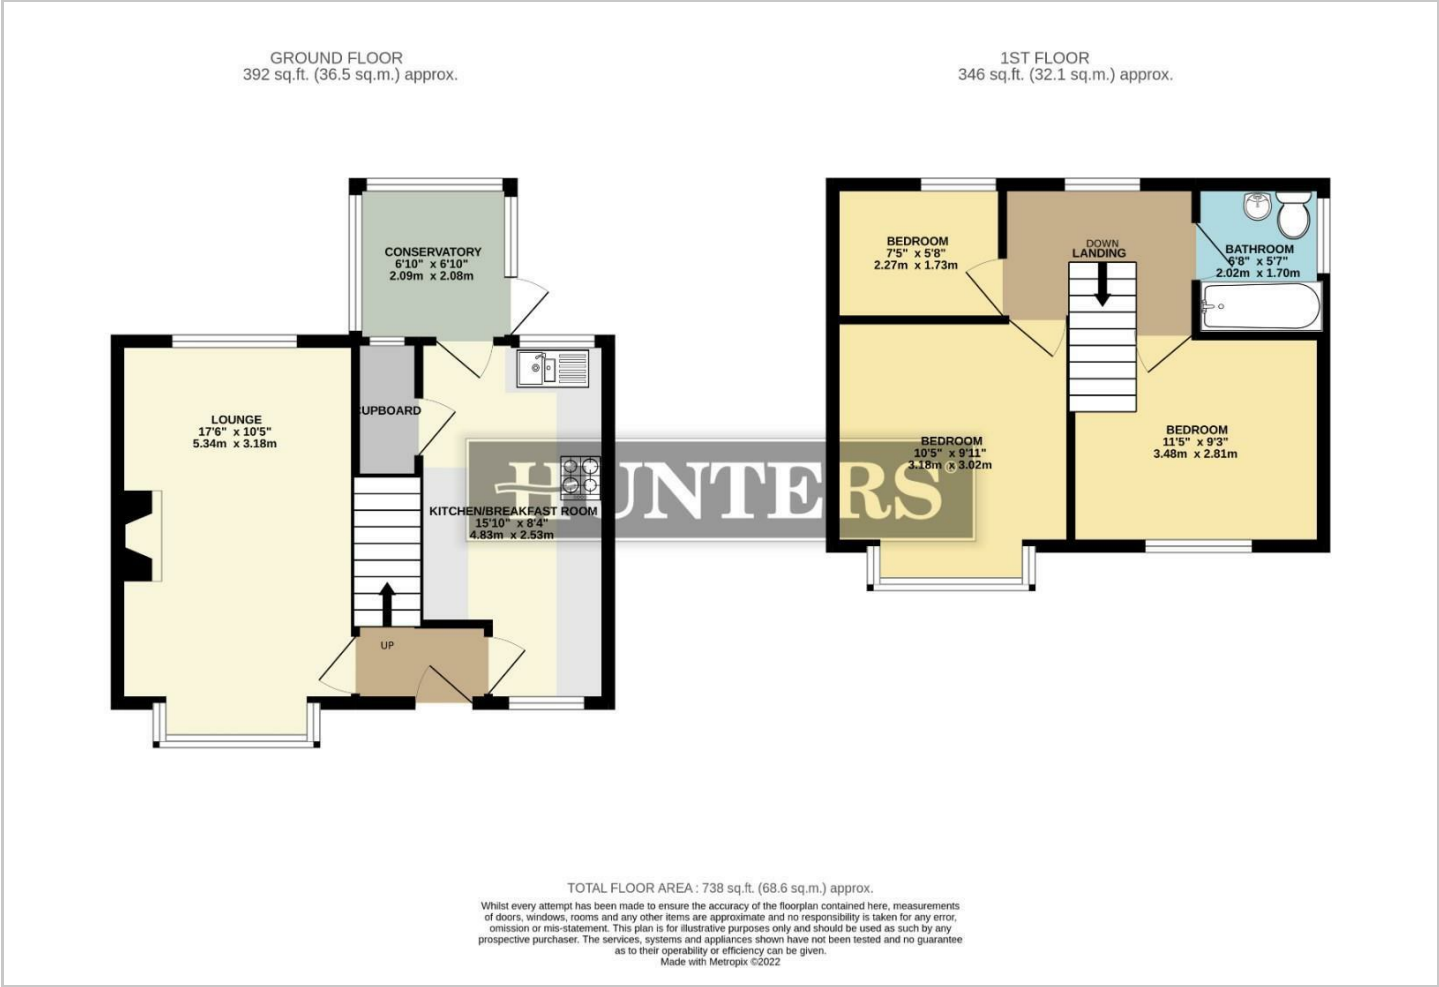 GROUND FLOOR
392 sq.ft. (36.5 sq.m.) approx.
1ST FLOOR
346 sq.ft. (32.1 sq.m.) approx.
CONSERVATORY
6'10" x 6'10"
2.09m x 2.08m
LOUNGE
17'6" x 10'5"
5.34m x 3.18m
CUPBOARD
KITCHEN/BREAKFAST ROOM
15'10" x 8'4"
4.83m x 2.53m
UP
HUNTERS®
BEDROOM
7'5" x 5'8"
2.27m x 1.73m
DOWN
LANDING
BATHROOM
6'8" x 5'7"
2.02m x 1.70m
BEDROOM
10'5" x 9'11"
3.18m x 3.02m
BEDROOM
11'5" x 9'3"
3.48m x 2.81m
TOTAL FLOOR AREA : 738 sq.ft. (68.6 sq.m.) approx.
Whilst every attempt has been made to ensure the accuracy of the floorplan contained here, measurements
of doors, windows, rooms and any other items are approximate and no responsibility is taken for any error,
omission or mis-statement. This plan is for illustrative purposes only and should be used as such by any
prospective purchaser. The services, systems and appliances shown have not been tested and no guarantee
as to their operability or efficiency can be given.
Made with Metropix ©2022